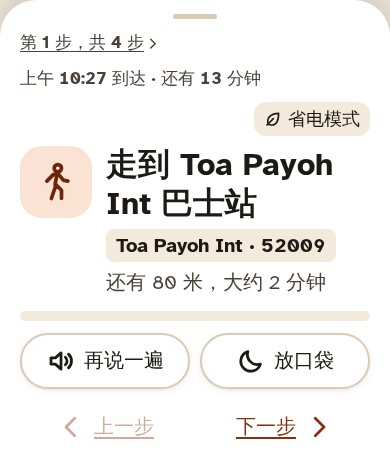 第 1 步，共 4 步
上午 10:27 到达 · 还有 13 分钟
省电模式
走到 Toa Payoh
Int 巴士站
Toa Payoh Int · 52009
还有 80 米，大约 2 分钟
再说一遍
放口袋
上一步
下一步